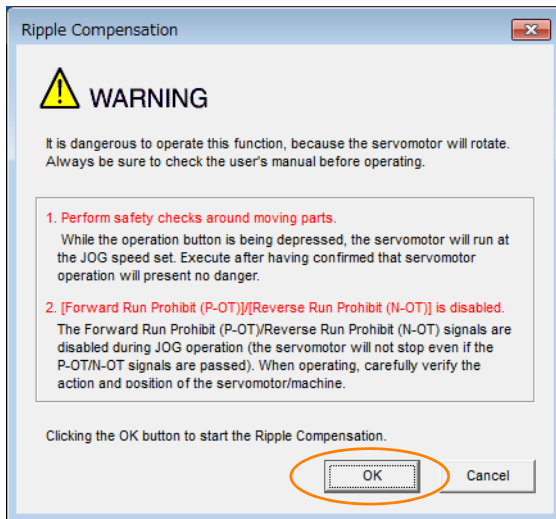 Ripple Compensation
WARNING
It is dangerous to operate this function, because the servomotor will rotate.
Always be sure to check the user's manual before operating.
1. Perform safety checks around moving parts.
While the operation button is being depressed, the servomotor will run at
the JOG speed set. Execute after having confirmed that servomotor
operation will present no danger.
2. [Forward Run Prohibit (P-OT)]/[Reverse Run Prohibit (N-OT)] is disabled.
The Forward Run Prohibit (P-OT)/Reverse Run Prohibit (N-OT) signals are
disabled during JOG operation (the servomotor will not stop even if the
P-OT/N-OT signals are passed). When operating, carefully verify the
action and position of the servomotor/machine.
Clicking the OK button to start the Ripple Compensation.
OK
Cancel